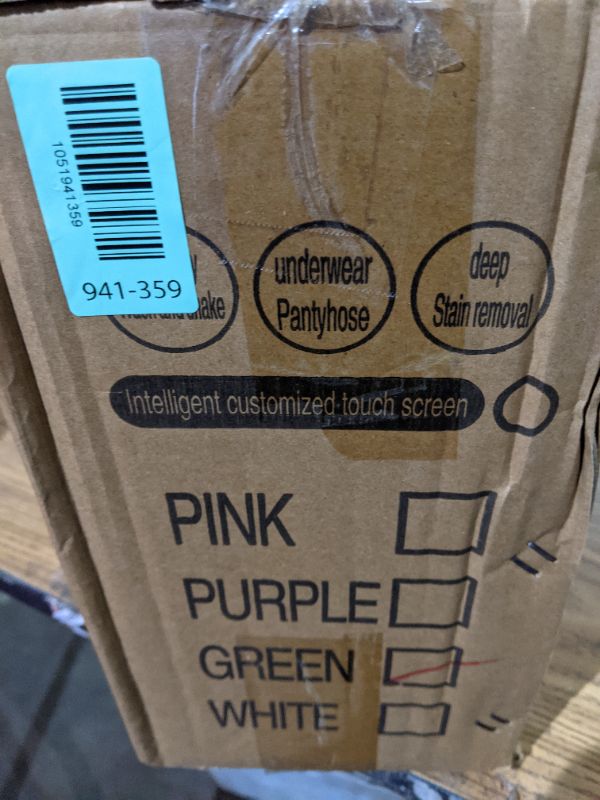 1051941359
941-359
underwear
Pantyhose
deep
Stain removal
Intelligent customized touch screen
PINK
PURPLE
GREEN
WHITE